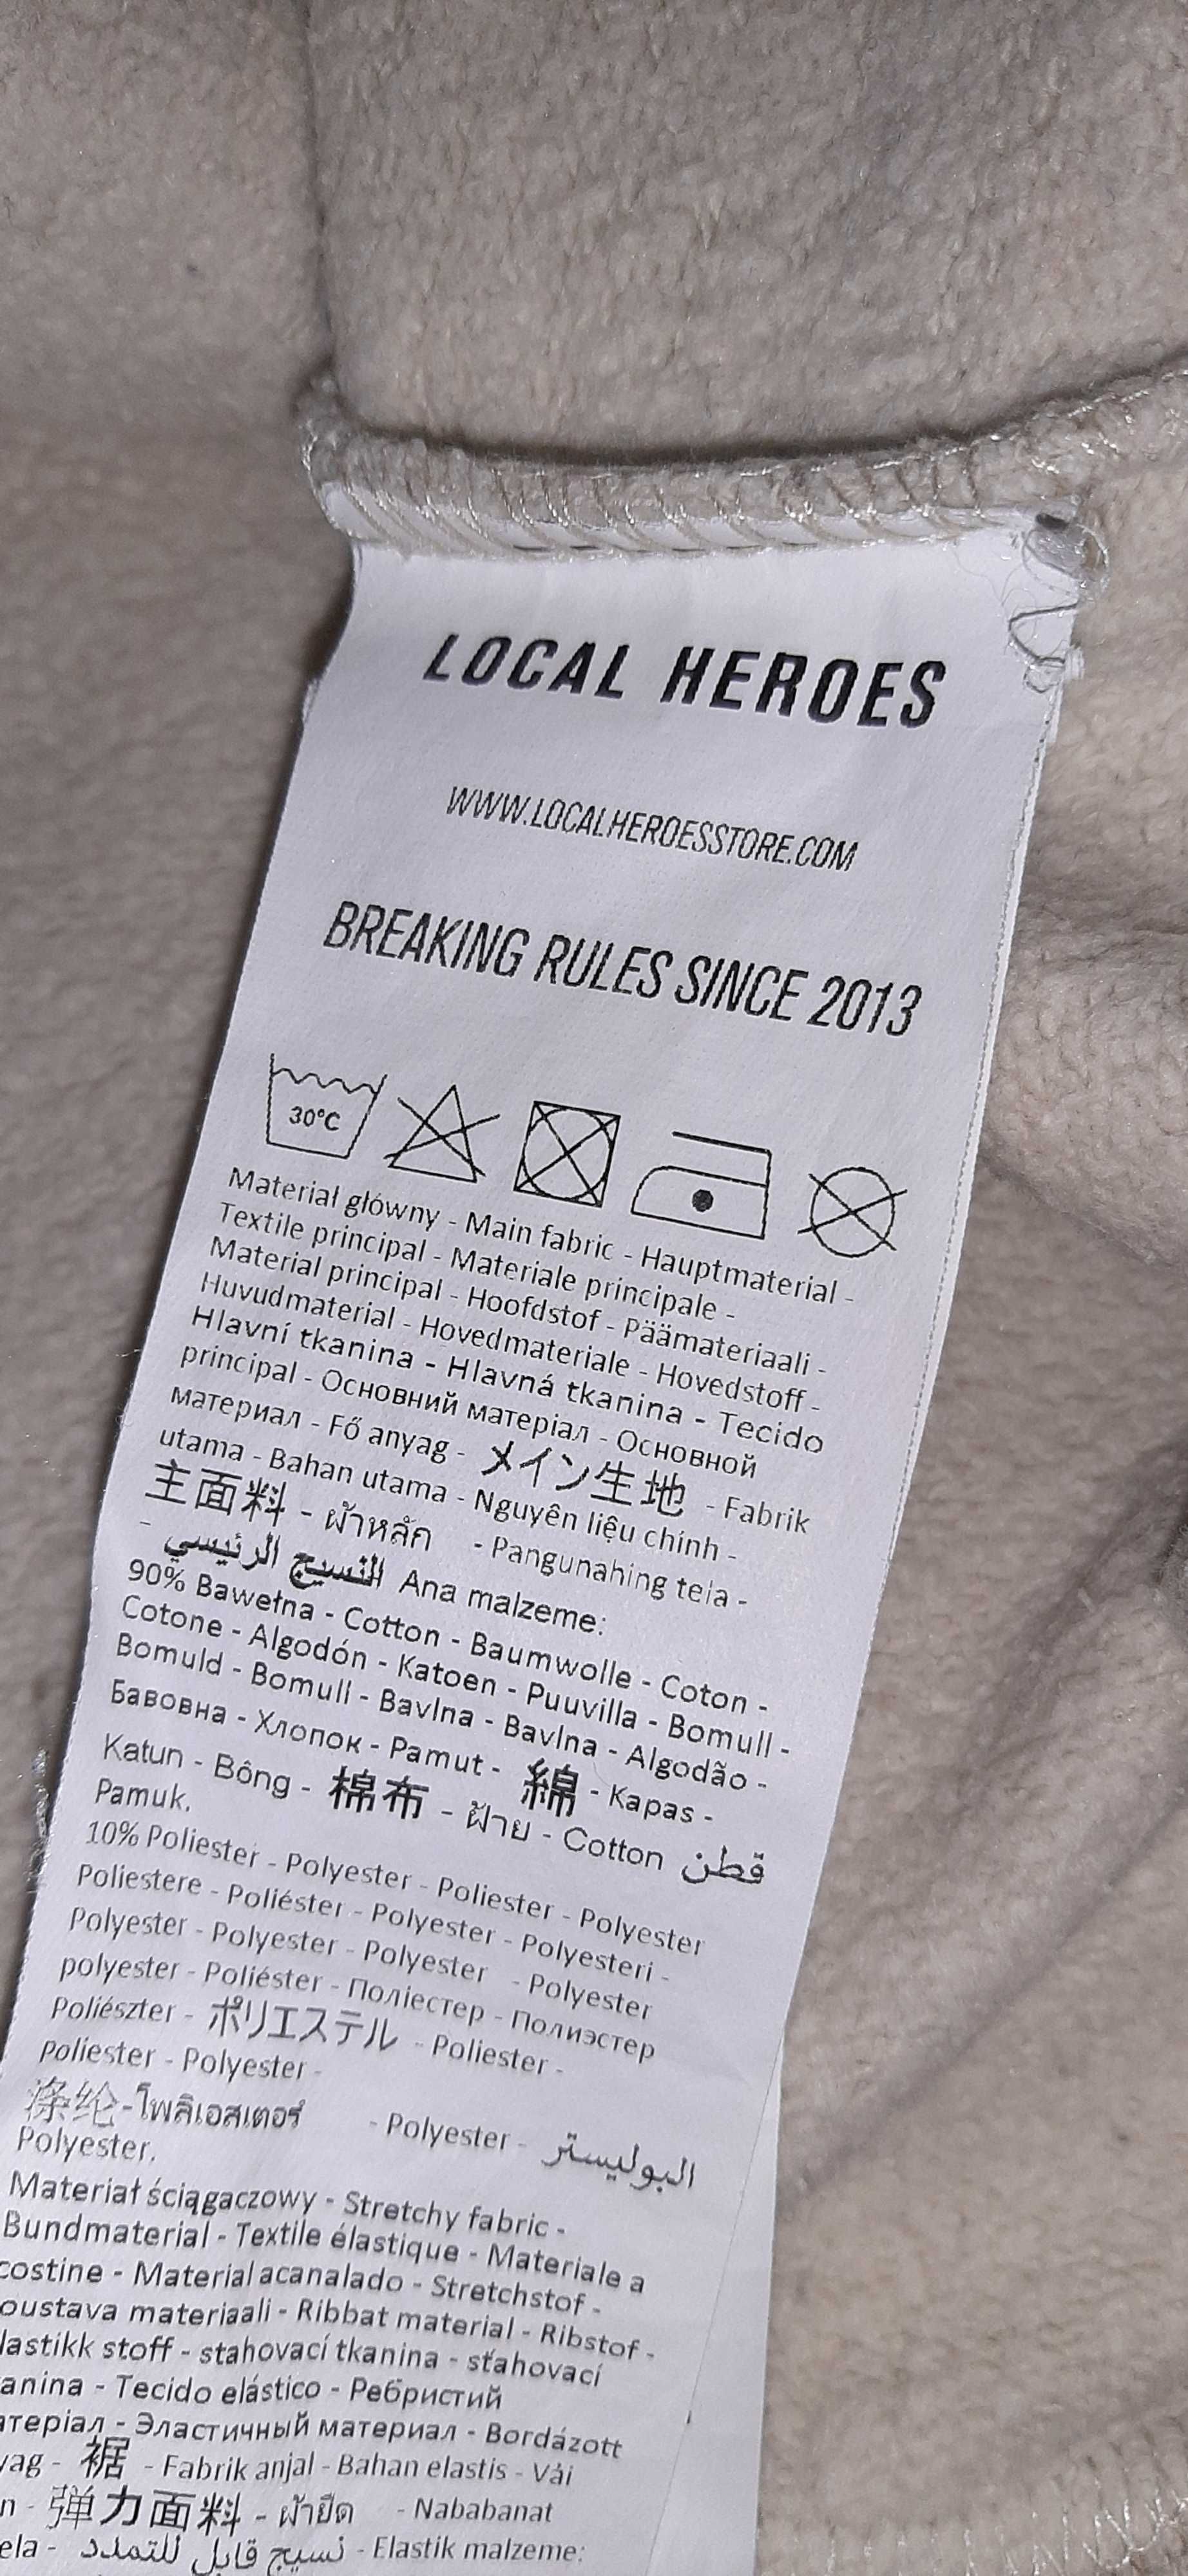 LOCAL HEROES
WWW.LOCALHEROESSTORE.COM
BREAKING RULES SINCE 2013
30°C
Materiał główny - Main fabric - Hauptmaterial -
Textile principal - Materiale principale -
Material principal - Hoofdstof - Päämateriaali -
Huvudmaterial - Hovedmateriale - Hovedstoff -
Hlavní tkanina - Hlavná tkanina - Tecido
principal - Основний матеріал - Основной
материал - Fő anyag - メイン生地 - Fabrik
utama - Bahan utama - Nguyên liệu chính -
主面料 - ผ้าหลัก - Pangunahing tela -
- النسيج الرئيسي Ana malzeme:
90% Bawełna - Cotton - Baumwolle - Coton -
Cotone - Algodón - Katoen - Puuvilla - Bomull -
Bomuld - Bomull - Bavlna - Bavlna - Algodão -
Бавовна - Хлопок - Pamut - 綿 - Kapas -
Katun - Bông - 棉布 - ฝ้าย - Cotton قطن
Pamuk.
10% Poliester - Polyester - Poliester - Polyester
Poliestere - Poliéster - Polyester - Polyesteri -
Polyester - Polyester - Polyester - Polyester
polyester - Poliéster - Поліестер - Полиэстер
Poliészter - ポリエステル - Poliester -
Poliester - Polyester -
涤纶-โพลิเอสเตอร์ - Polyester - البوليستر
Polyester.
Materiał ściągaczowy - Stretchy fabric -
Bundmaterial - Textile élastique - Materiale a
costine - Material acanalado - Stretchstof -
oustava materiaali - Ribbat material - Ribstof -
lastikk stoff - stahovací tkanina - sťahovací
anina - Tecido elástico - Ребристий
атеріал - Эластичный материал - Bordázott
yag - 裾 - Fabrik anjal - Bahan elastis - Vải
n - 弹力面料 - ผ้ายืด - Nababanat
ela - نسيج قابل للتمدد - Elastik malzeme: